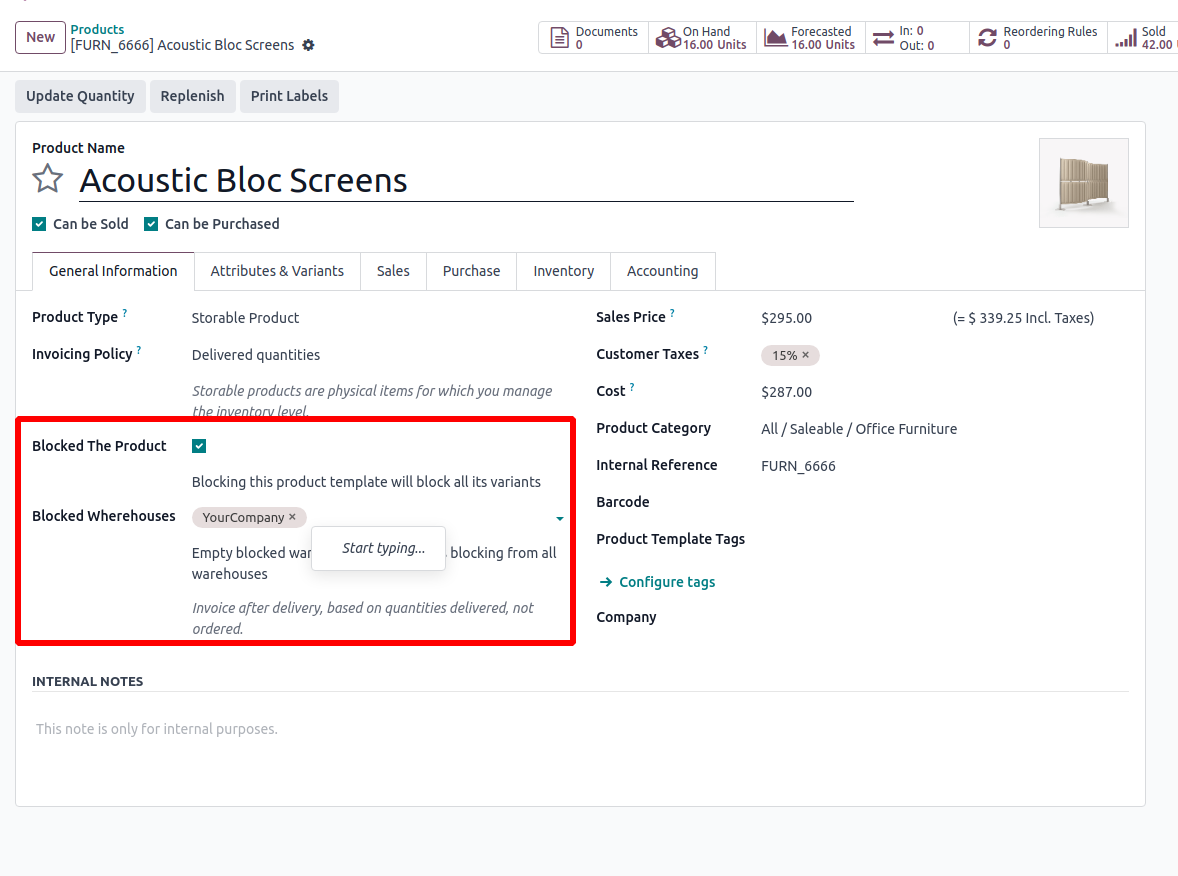 New
Products
[FURN_6666] Acoustic Bloc Screens
Documents
0
On Hand
16.00 Units
Forecasted
16.00 Units
In: 0
Out: 0
Reordering Rules
0
Sold
42.00
Update Quantity Replenish Print Labels
Product Name
Acoustic Bloc Screens
Can be Sold Can be Purchased
General Information Attributes & Variants Sales Purchase Inventory Accounting
Product Type ? Storable Product
Invoicing Policy ? Delivered quantities
Storable products are physical items for which you manage
the inventory level.
Blocked The Product
Blocking this product template will block all its variants
Blocked Wherehouses YourCompany ×
Start typing...
Empty blocked blocking from all
warehouses
Invoice after delivery, based on quantities delivered, not
ordered.
Sales Price ? $295.00 (= $ 339.25 Incl. Taxes)
Customer Taxes ? 15% ×
Cost ? $287.00
Product Category All / Saleable / Office Furniture
Internal Reference FURN_6666
Barcode
Product Template Tags
→ Configure tags
Company
INTERNAL NOTES
This note is only for internal purposes.